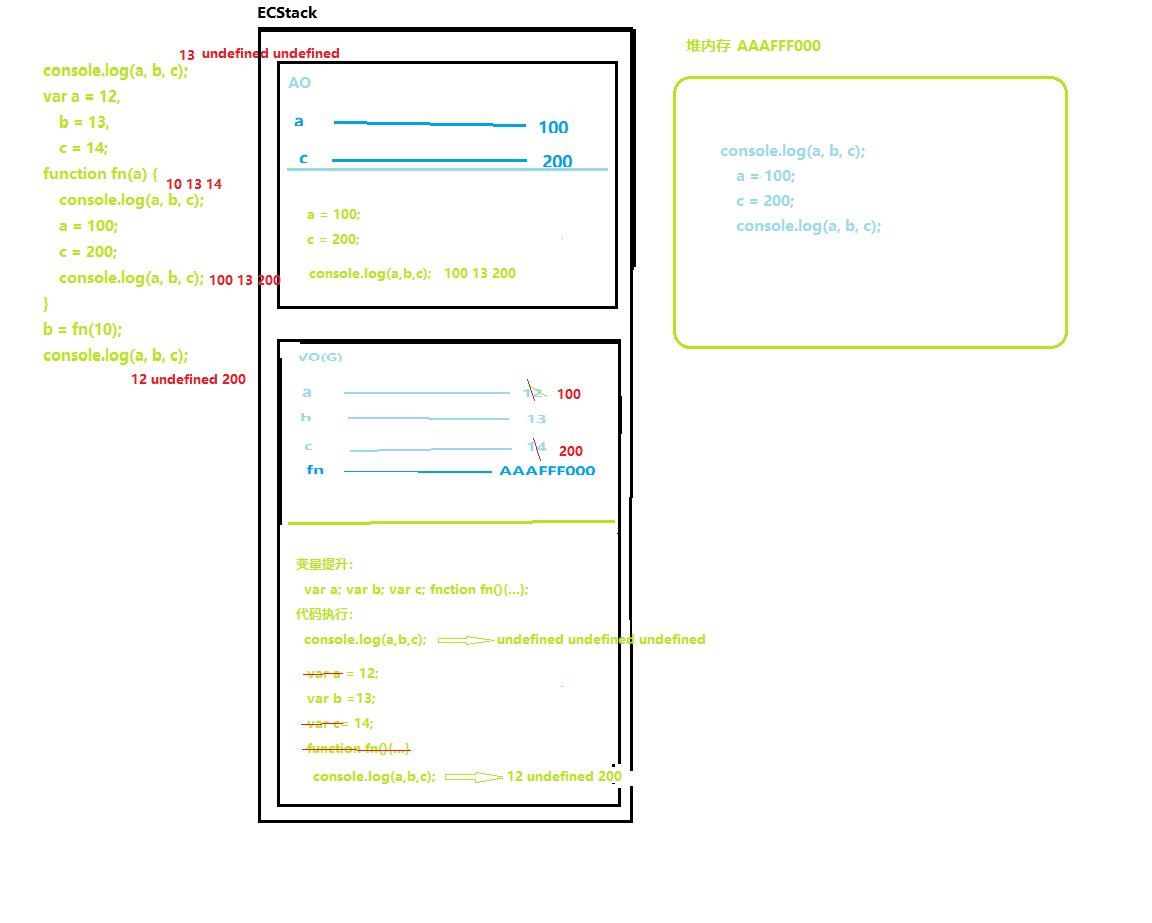 ECStack
13 undefined undefined
console.log(a, b, c);
var a = 12,
b = 13,
c = 14;
function fn(a) {
10 13 14
console.log(a, b, c);
a = 100;
c = 200;
console.log(a, b, c); 100 13 200
}
b = fn(10);
console.log(a, b, c);
12 undefined 200
AO
a 100
c 200
a = 100;
c = 200;
console.log(a,b,c); 100 13 200
VO(G)
a 12 100
b 13
c 14 200
fn AAAFFF000
变量提升：
var a; var b; var c; fnction fn(){...};
代码执行：
console.log(a,b,c); undefined undefined undefined
var a = 12;
var b =13;
var c= 14;
function fn(){...}
console.log(a,b,c); 12 undefined 200
堆内存 AAAFFF000
console.log(a, b, c);
a = 100;
c = 200;
console.log(a, b, c);